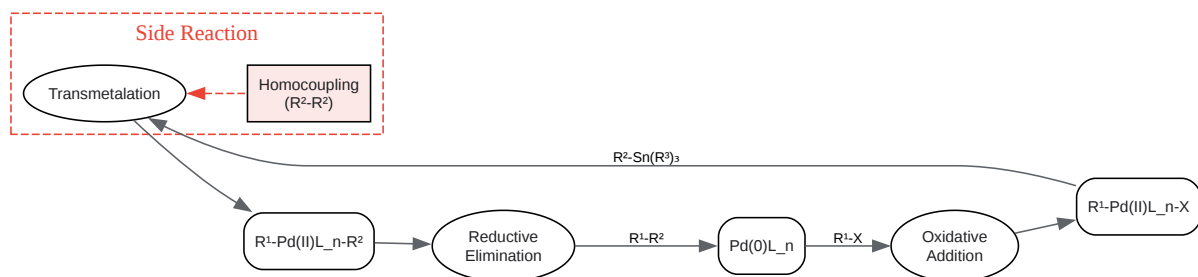 Side Reaction
Transmetalation
Homocoupling
(R²-R²)
R²-Sn(R³)₃
R¹-Pd(II)L_n-X
R¹-Pd(II)L_n-R²
Reductive
Elimination
R¹-R²
Pd(0)L_n
R¹-X
Oxidative
Addition